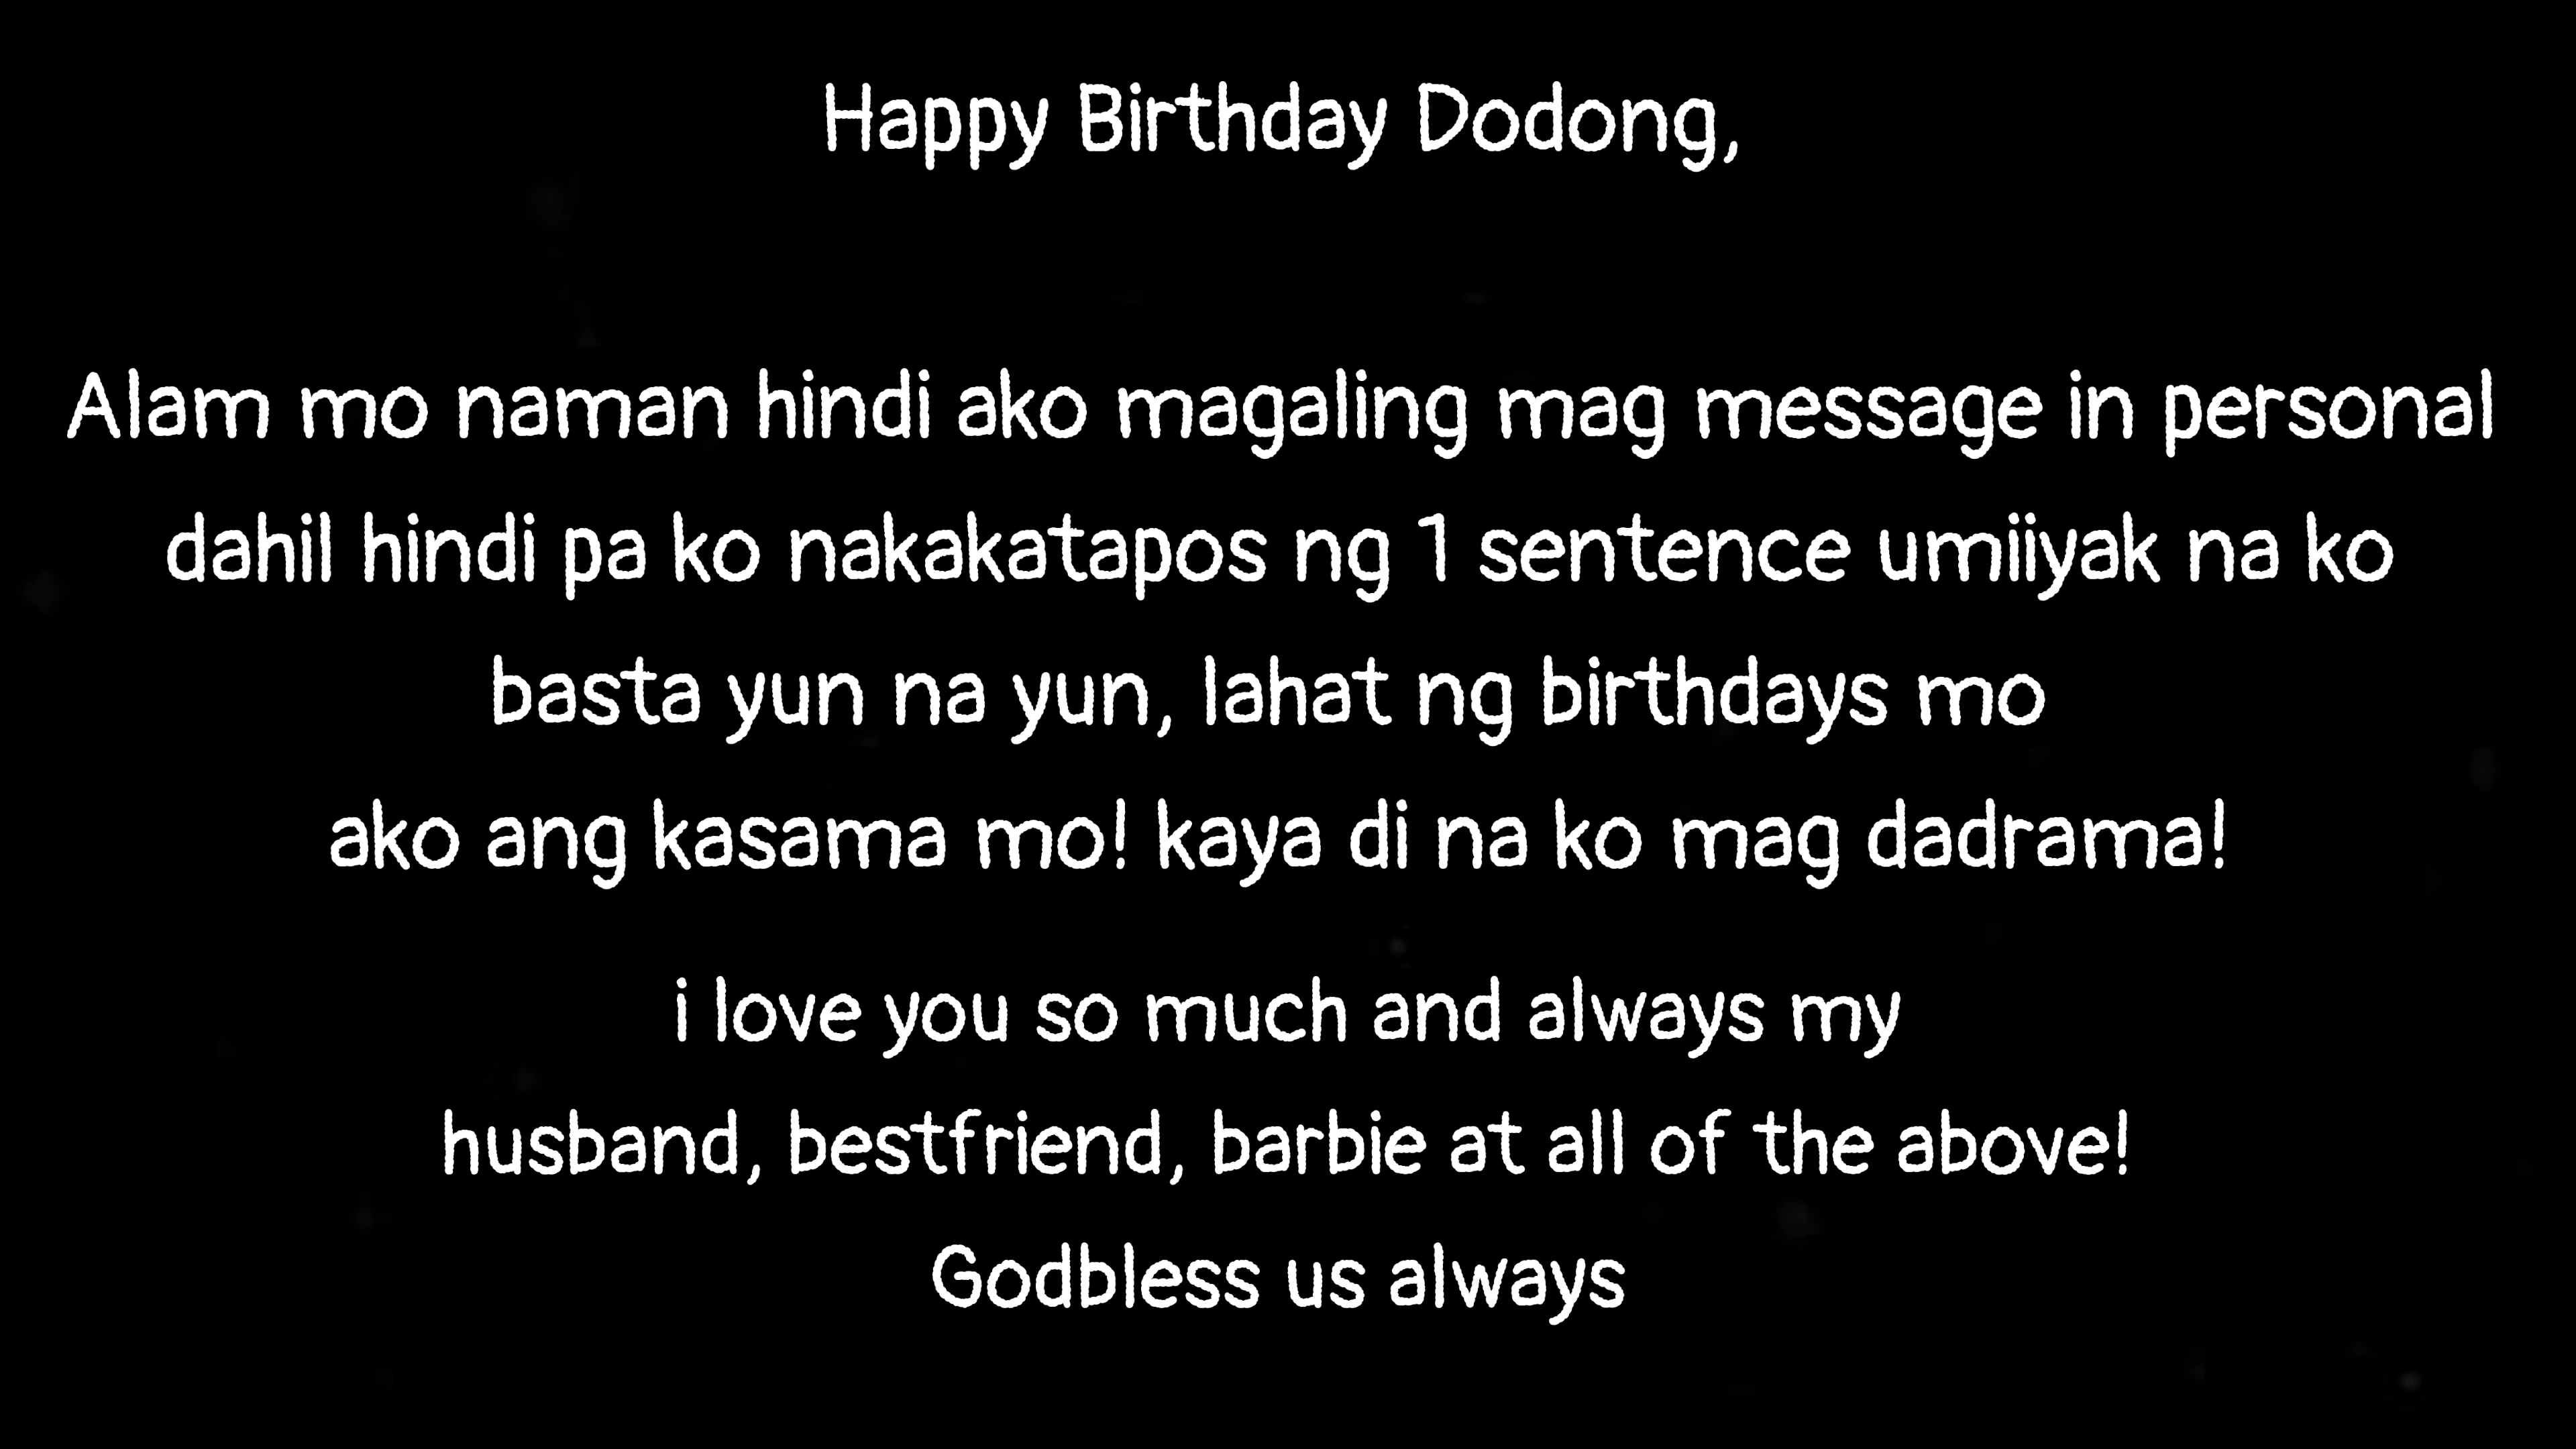 Happy Birthday Dodong,
Alam mo naman hindi ako magaling mag message in personal
dahil hindi pa ko nakakatapos ng 1 sentence umiiyak na ko
basta yun na yun, lahat ng birthdays mo
ako ang kasama mo! kaya di na ko mag dadrama!
i love you so much and always my
husband, bestfriend, barbie at all of the above!
Godbless us always